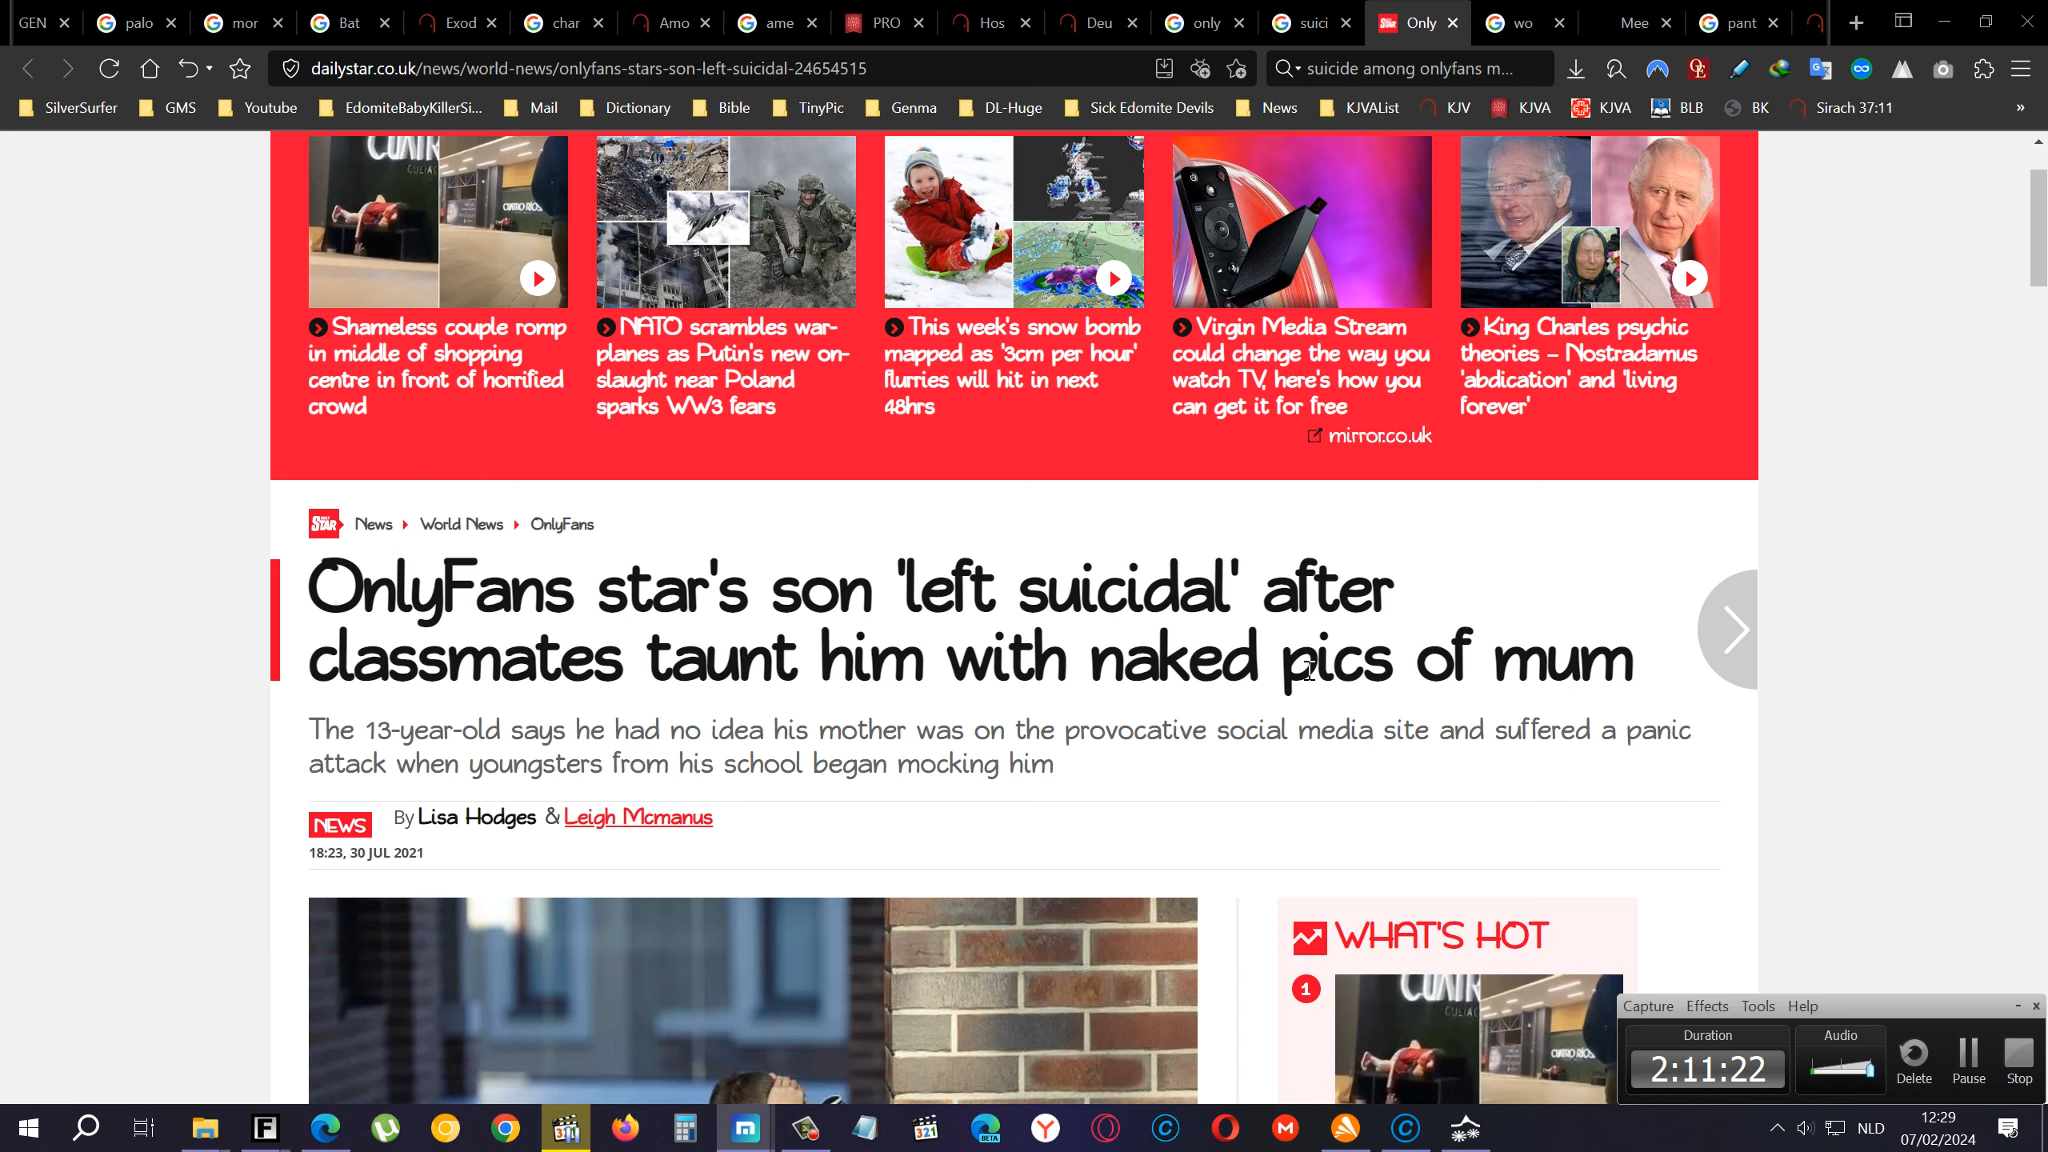 GEN palo mor Bat Exod char Amo ame PRO Hos Deu only suici Only wo Mee pant
dailystar.co.uk/news/world-news/onlyfans-stars-son-left-suicidal-24654515 suicide among onlyfans m...
SilverSurfer GMS Youtube EdomiteBabyKillerSi... Mail Dictionary Bible TinyPic Genma DL-Huge Sick Edomite Devils News KJVAList KJV KJVA KJVA BLB BK Sirach 37:11 »
Shameless couple romp
in middle of shopping
centre in front of horrified
crowd
NATO scrambles war-
planes as Putin's new on-
slaught near Poland
sparks WW3 fears
This week's snow bomb
mapped as '3cm per hour'
flurries will hit in next
48hrs
Virgin Media Stream
could change the way you
watch TV, here's how you
can get it for free
mirror.co.uk
King Charles psychic
theories – Nostradamus
'abdication' and 'living
forever'
STAR News World News OnlyFans
OnlyFans star's son 'left suicidal' after
classmates taunt him with naked pics of mum
The 13-year-old says he had no idea his mother was on the provocative social media site and suffered a panic
attack when youngsters from his school began mocking him
NEWS By Lisa Hodges & Leigh Mcmanus
18:23, 30 JUL 2021
WHAT'S HOT
1
Capture Effects Tools Help
Duration Audio
2:11:22
Delete Pause Stop
NLD
12:29
07/02/2024